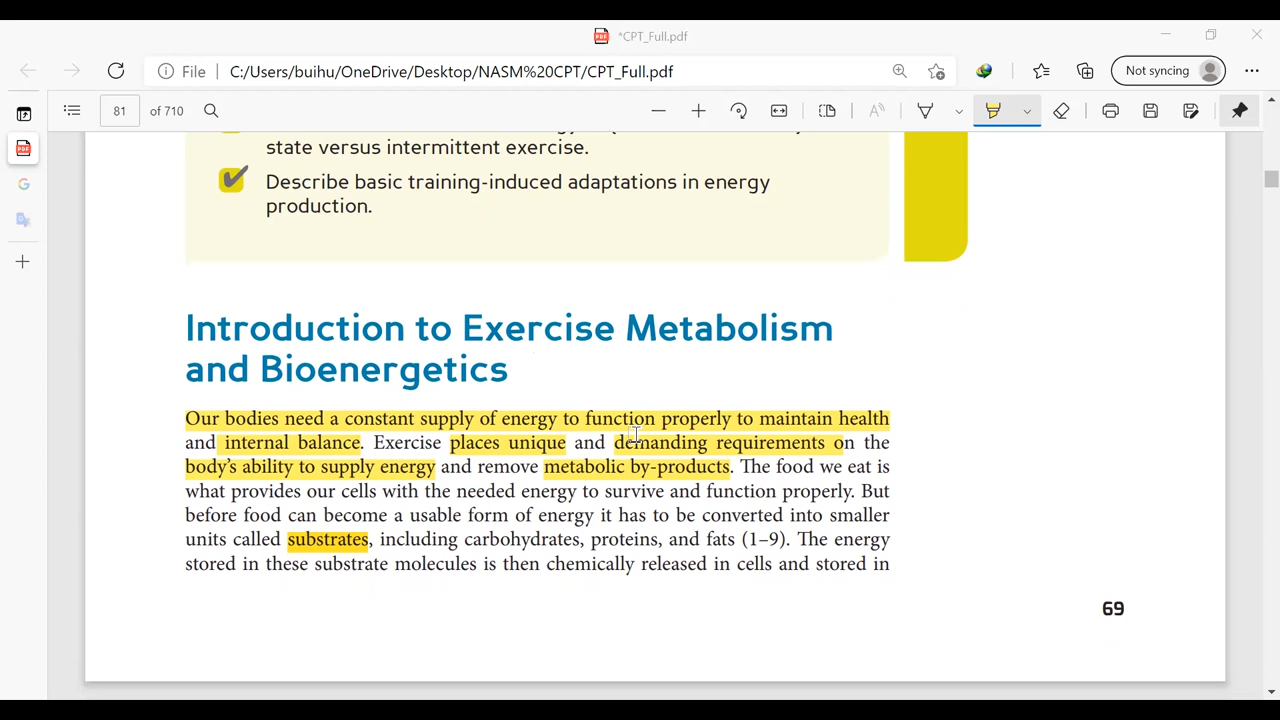 *CPT_Full.pdf
File
C:/Users/buihu/OneDrive/Desktop/NASM%20CPT/CPT_Full.pdf
Not syncing
81
of 710
state versus intermittent exercise.
Describe basic training-induced adaptations in energy
production.
Introduction to Exercise Metabolism
and Bioenergetics
Our bodies need a constant supply of energy to function properly to maintain health
and internal balance. Exercise places unique and demanding requirements on the
body’s ability to supply energy and remove metabolic by-products. The food we eat is
what provides our cells with the needed energy to survive and function properly. But
before food can become a usable form of energy it has to be converted into smaller
units called substrates, including carbohydrates, proteins, and fats (1–9). The energy
stored in these substrate molecules is then chemically released in cells and stored in
69